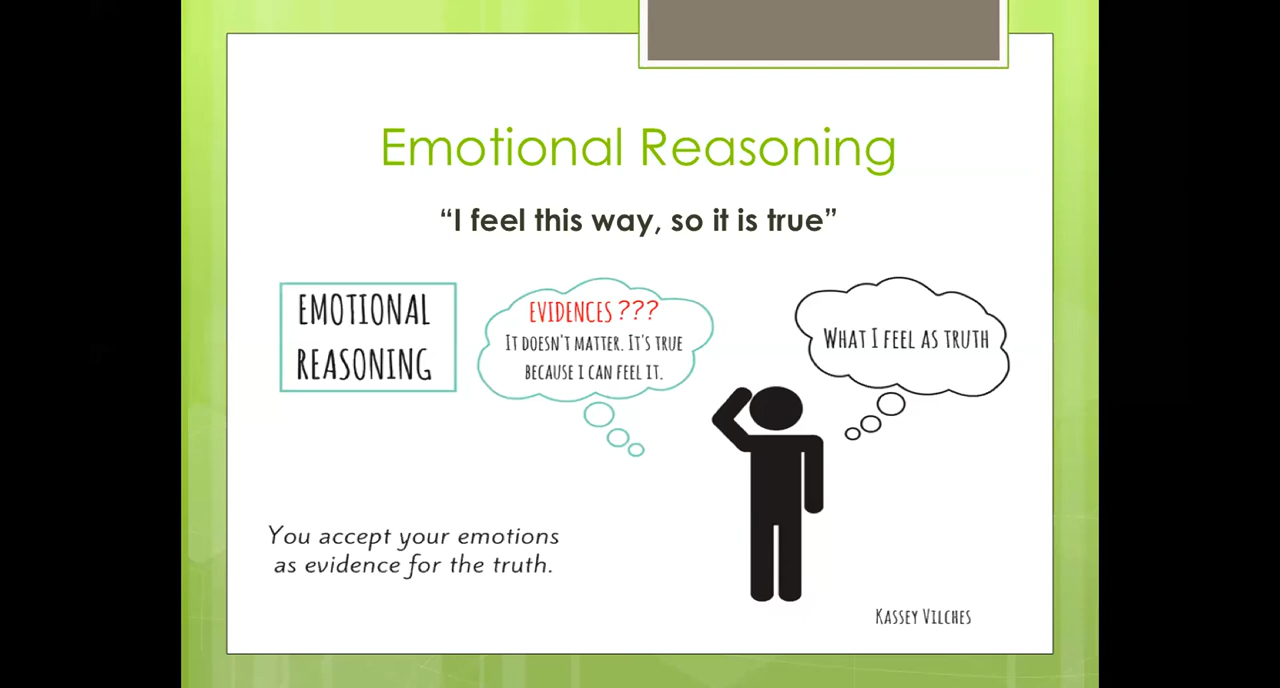 Emotional Reasoning
“I feel this way, so it is true”
EMOTIONAL
REASONING
EVIDENCES ???
IT DOESN'T MATTER. IT'S TRUE
BECAUSE I CAN FEEL IT.
WHAT I FEEL AS TRUTH
You accept your emotions
as evidence for the truth.
KASSEY VILCHES